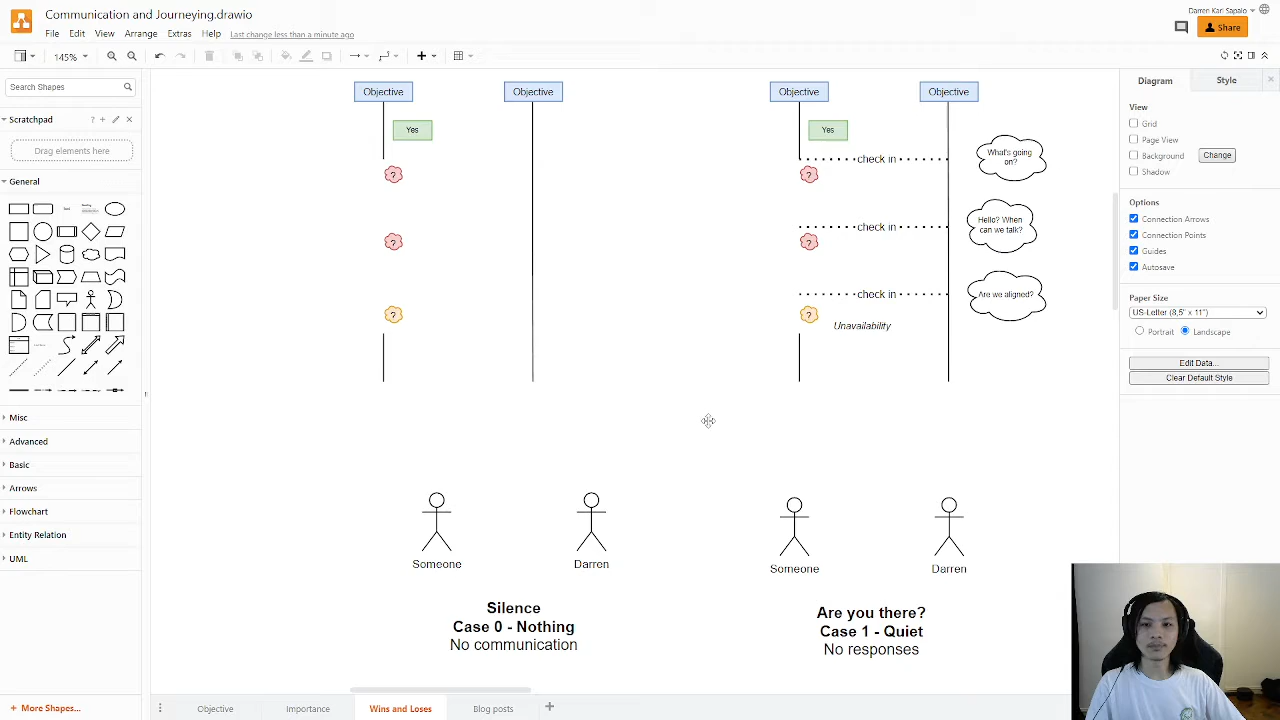 Communication and Journeying.drawio
Darren Karl Sapalo
File Edit View Arrange Extras Help Last change less than a minute ago
Share
145%
Search Shapes
Scratchpad
?
Drag elements here
General
Text
Heading
Misc
Advanced
Basic
Arrows
Flowchart
Entity Relation
UML
+ More Shapes...
Objective
Objective
Yes
?
?
?
Objective
Objective
Yes
check in
What's going
on?
?
check in
Hello? When
can we talk?
?
check in
Are we aligned?
?
Unavailability
Someone
Darren
Silence
Case 0 - Nothing
No communication
Someone
Darren
Are you there?
Case 1 - Quiet
No responses
Diagram
Style
View
Grid
Page View
Background
Change
Shadow
Options
Connection Arrows
Connection Points
Guides
Autosave
Paper Size
US-Letter (8,5" x 11")
Portrait
Landscape
Edit Data...
Clear Default Style
Objective
Importance
Wins and Loses
Blog posts